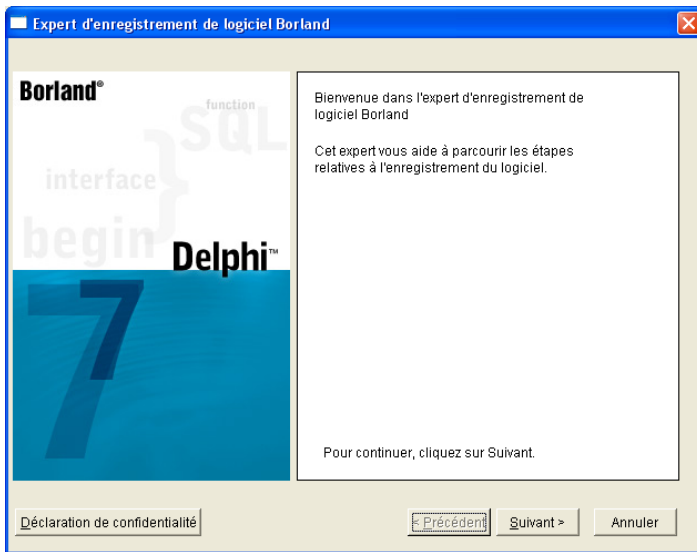 Expert d'enregistrement de logiciel Borland
Borland®
function
SQL
interface
}
begin
Delphi™
7
7
Bienvenue dans l'expert d'enregistrement de
logiciel Borland
Cet expert vous aide à parcourir les étapes
relatives à l'enregistrement du logiciel.
Pour continuer, cliquez sur Suivant.
Déclaration de confidentialité
< Précédent
Suivant >
Annuler